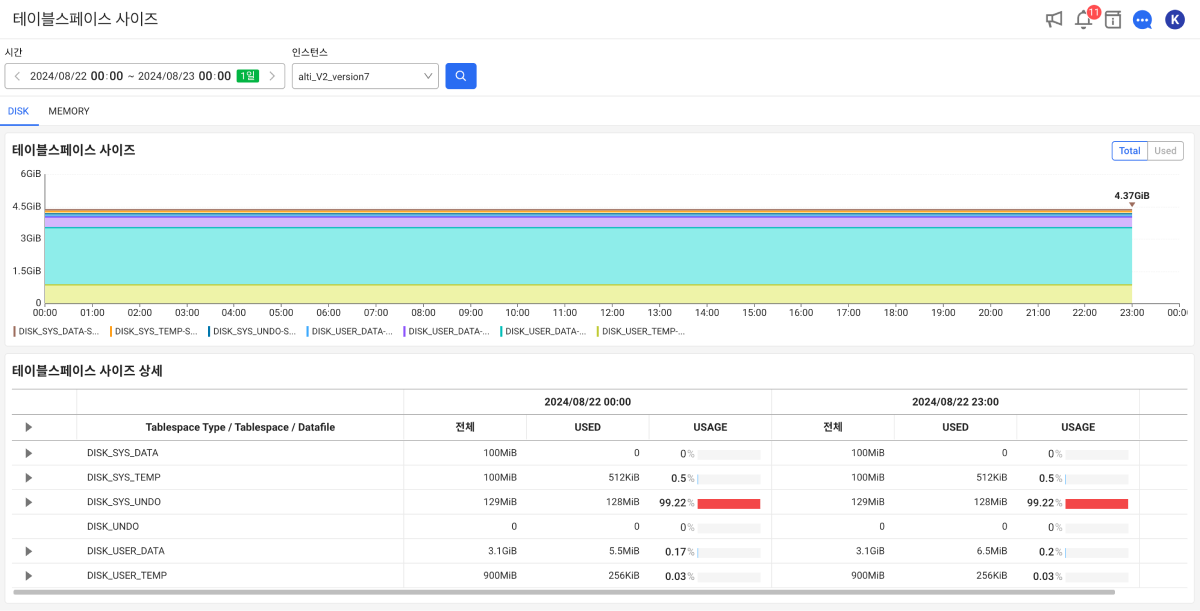 테이블스페이스 사이즈
11
K
시간
인스턴스
2024/08/22 00:00 ~ 2024/08/23 00:00 1일
alti_V2_version7
DISK MEMORY
테이블스페이스 사이즈
Total Used
6GiB
4.5GiB
3GiB
1.5GiB
0
4.37GiB
00:00 01:00 02:00 03:00 04:00 05:00 06:00 07:00 08:00 09:00 10:00 11:00 12:00 13:00 14:00 15:00 16:00 17:00 18:00 19:00 20:00 21:00 22:00 23:00 00:0
DISK_SYS_DATA-S... DISK_SYS_TEMP-S... DISK_SYS_UNDO-S... DISK_USER_DATA-... DISK_USER_DATA-... DISK_USER_DATA-... DISK_USER_TEMP-...
테이블스페이스 사이즈 상세
2024/08/22 00:00 2024/08/22 23:00
Tablespace Type / Tablespace / Datafile 전체 USED USAGE 전체 USED USAGE
DISK_SYS_DATA 100MiB 0 0% 100MiB 0 0%
DISK_SYS_TEMP 100MiB 512KiB 0.5% 100MiB 512KiB 0.5%
DISK_SYS_UNDO 129MiB 128MiB 99.22% 129MiB 128MiB 99.22%
DISK_UNDO 0 0 0% 0 0 0%
DISK_USER_DATA 3.1GiB 5.5MiB 0.17% 3.1GiB 6.5MiB 0.2%
DISK_USER_TEMP 900MiB 256KiB 0.03% 900MiB 256KiB 0.03%